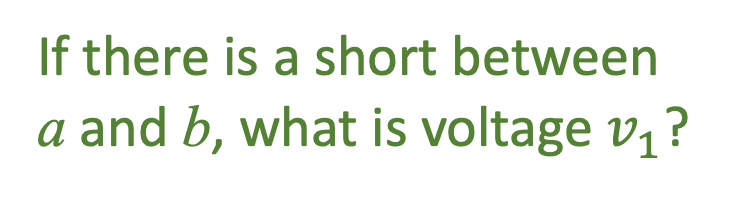 If there is a short between
a and b, what is voltage v₁?